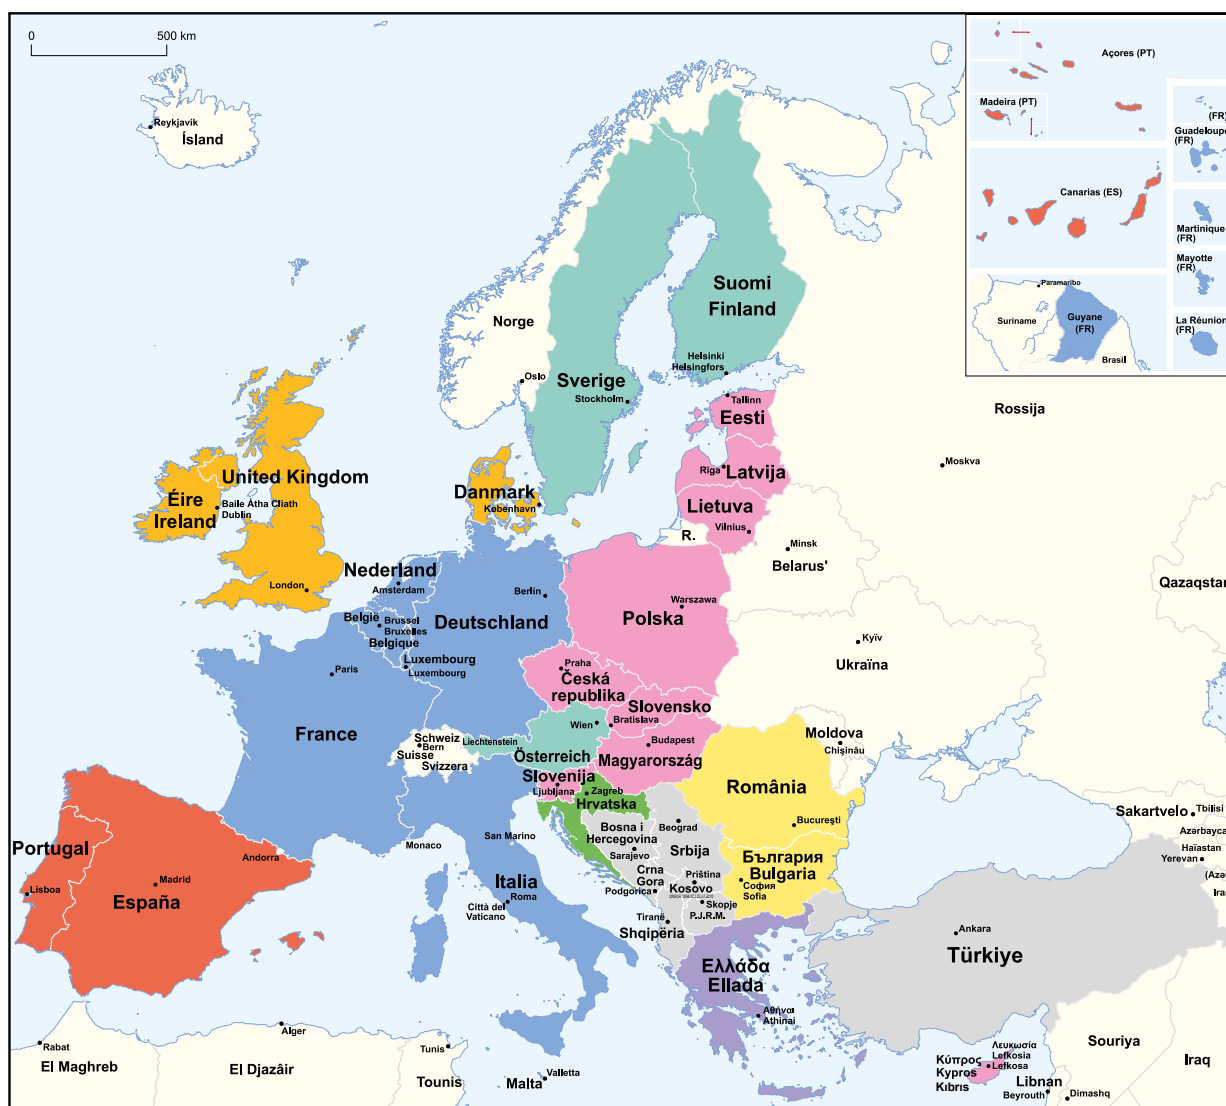 0 500 km
Reykjavík
Ísland
Norge
Oslo
Sverige
Stockholm
Suomi
Finland
Helsinki
Helsingfors
Tallinn
Eesti
Rīga
Latvija
Lietuva
Vilnius
R.
Minsk
Belarus'
Rossija
Moskva
Qazaqstan
United Kingdom
London
Éire
Ireland
Baile Átha Cliath
Dublin
Danmark
København
Nederland
Amsterdam
België
Brussel
Bruxelles
Belgique
Luxembourg
Luxembourg
Deutschland
Berlin
Polska
Warszawa
Praha
Česká
republika
Slovensko
Bratislava
Wien
Österreich
Liechtenstein
Schweiz
Bern
Suisse
Svizzera
Budapest
Magyarország
Slovenija
Ljubljana
Zagreb
Hrvatska
Ukraïna
Kyïv
Moldova
Chişinău
România
Bucureşti
България
Bulgaria
София
Sofia
Paris
France
Monaco
Andorra
Portugal
Lisboa
Madrid
España
San Marino
Italia
Roma
Città del
Vaticano
Bosna i
Hercegovina
Sarajevo
Beograd
Srbija
Crna
Gora
Podgorica
Priština
Kosovo
Skopje
P.J.R.M.
Tiranë
Shqipëria
Ελλάδα
Ellada
Αθήναι
Athinai
Ankara
Türkiye
Sakartvelo
Tbilisi
Azərbayca
Haïastan
Yerevan
(Azer
Iran
Κύπρος
Kypros
Kıbrıs
Λευκωσία
Lefkosia
Lefkosa
Libnan
Beyrouth
Dimashq
Souriya
Iraq
Rabat
El Maghreb
Alger
El Djazâir
Tunis
Tounis
Malta
Valletta
Açores (PT)
Madeira (PT)
Canarias (ES)
(FR)
Guadeloupe
(FR)
Martinique
(FR)
Mayotte
(FR)
La Réunion
(FR)
Paramaribo
Suriname
Guyane
(FR)
Brasil